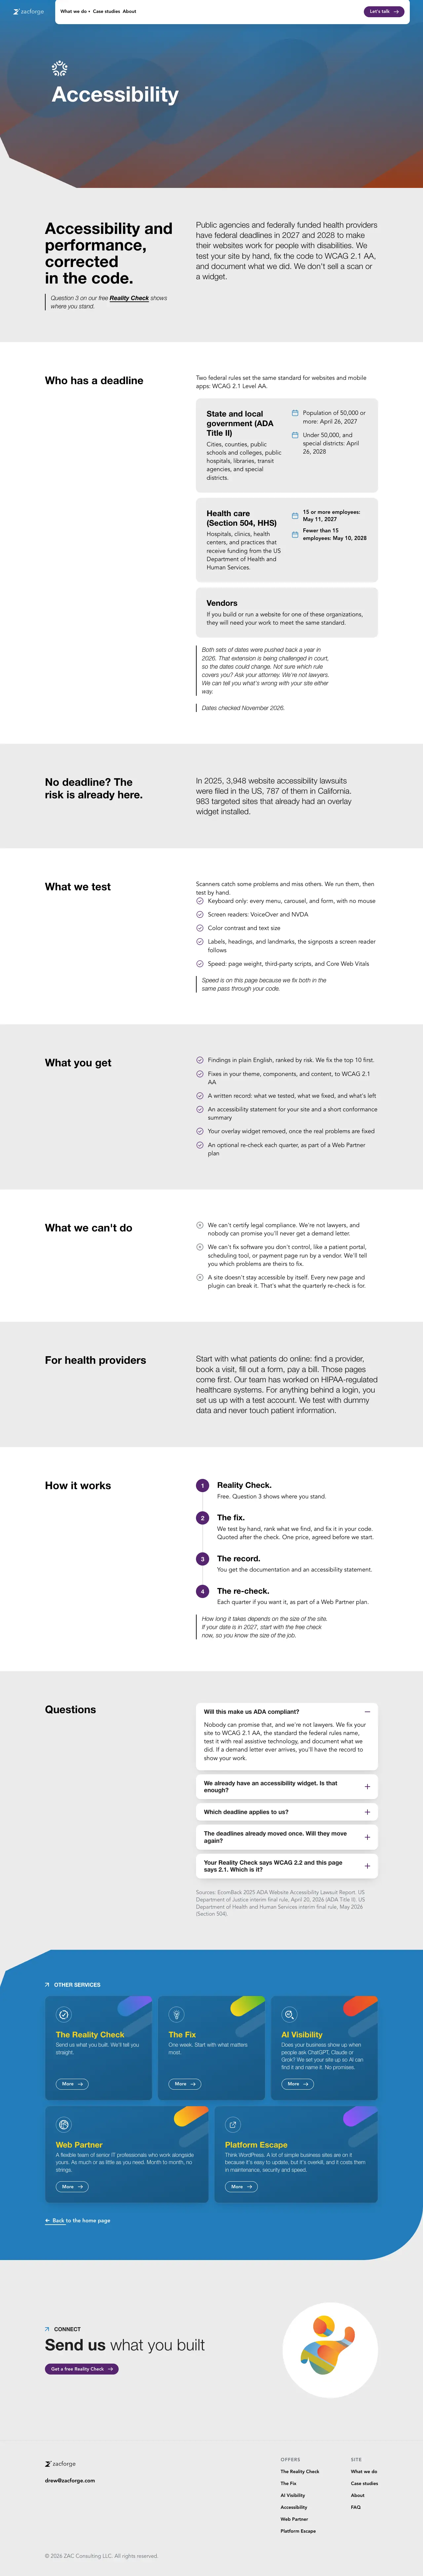 zacforge
What we do
Case studies
About
Let's talk
Accessibility
Accessibility and
performance,
corrected
in the code.
Question 3 on our free Reality Check shows
where you stand.
Public agencies and federally funded health providers
have federal deadlines in 2027 and 2028 to make
their websites work for people with disabilities. We
test your site by hand, fix the code to WCAG 2.1 AA,
and document what we did. We don't sell a scan or
a widget.
Who has a deadline
Two federal rules set the same standard for websites and mobile
apps: WCAG 2.1 Level AA.
State and local
government (ADA
Title II)
Cities, counties, public
schools and colleges, public
hospitals, libraries, transit
agencies, and special
districts.
Population of 50,000 or
more: April 26, 2027
Under 50,000, and
special districts: April
26, 2028
Health care
(Section 504, HHS)
Hospitals, clinics, health
centers, and practices that
receive funding from the US
Department of Health and
Human Services.
15 or more employees:
May 11, 2027
Fewer than 15
employees: May 10, 2028
Vendors
If you build or run a website for one of these organizations,
they will need your work to meet the same standard.
Both sets of dates were pushed back a year in
2026. That extension is being challenged in court,
so the dates could change. Not sure which rule
covers you? Ask your attorney. We're not lawyers.
We can tell you what's wrong with your site either
way.
Dates checked November 2026.
No deadline? The
risk is already here.
In 2025, 3,948 website accessibility lawsuits
were filed in the US, 787 of them in California.
983 targeted sites that already had an overlay
widget installed.
What we test
Scanners catch some problems and miss others. We run them, then
test by hand.
Keyboard only: every menu, carousel, and form, with no mouse
Screen readers: VoiceOver and NVDA
Color contrast and text size
Labels, headings, and landmarks, the signposts a screen reader
follows
Speed: page weight, third-party scripts, and Core Web Vitals
Speed is on this page because we fix both in the
same pass through your code.
What you get
Findings in plain English, ranked by risk. We fix the top 10 first.
Fixes in your theme, components, and content, to WCAG 2.1
AA
A written record: what we tested, what we fixed, and what's left
An accessibility statement for your site and a short conformance
summary
Your overlay widget removed, once the real problems are fixed
An optional re-check each quarter, as part of a Web Partner
plan
What we can't do
We can't certify legal compliance. We're not lawyers, and
nobody can promise you'll never get a demand letter.
We can't fix software you don't control, like a patient portal,
scheduling tool, or payment page run by a vendor. We'll tell
you which problems are theirs to fix.
A site doesn't stay accessible by itself. Every new page and
plugin can break it. That's what the quarterly re-check is for.
For health providers
Start with what patients do online: find a provider,
book a visit, fill out a form, pay a bill. Those pages
come first. Our team has worked on HIPAA-regulated
healthcare systems. For anything behind a login, you
set us up with a test account. We test with dummy
data and never touch patient information.
How it works
1
Reality Check.
Free. Question 3 shows where you stand.
2
The fix.
We test by hand, rank what we find, and fix it in your code.
Quoted after the check. One price, agreed before we start.
3
The record.
You get the documentation and an accessibility statement.
4
The re-check.
Each quarter if you want it, as part of a Web Partner plan.
How long it takes depends on the size of the site.
If your date is in 2027, start with the free check
now, so you know the size of the job.
Questions
Will this make us ADA compliant?
Nobody can promise that, and we're not lawyers. We fix your
site to WCAG 2.1 AA, the standard the federal rules name,
test it with real assistive technology, and document what we
did. If a demand letter ever arrives, you'll have the record to
show your work.
We already have an accessibility widget. Is that
enough?
Which deadline applies to us?
The deadlines already moved once. Will they move
again?
Your Reality Check says WCAG 2.2 and this page
says 2.1. Which is it?
Sources: EcomBack 2025 ADA Website Accessibility Lawsuit Report. US
Department of Justice interim final rule, April 20, 2026 (ADA Title II). US
Department of Health and Human Services interim final rule, May 2026
(Section 504).
OTHER SERVICES
The Reality Check
Send us what you built. We'll tell you
straight.
More
The Fix
One week. Start with what matters
most.
More
AI Visibility
Does your business show up when
people ask ChatGPT, Claude or
Grok? We set your site up so AI can
find it and name it. No promises.
More
Web Partner
A flexible team of senior IT professionals who work alongside
yours. As much or as little as you need. Month to month, no
strings.
More
Platform Escape
Think WordPress. A lot of simple business sites are on it
because it's easy to update, but it's overkill, and it costs them
in maintenance, security and speed.
More
Back to the home page
CONNECT
Send us what you built
Get a free Reality Check
zacforge
drew@zacforge.com
OFFERS
The Reality Check
The Fix
AI Visibility
Accessibility
Web Partner
Platform Escape
SITE
What we do
Case studies
About
FAQ
© 2026 ZAC Consulting LLC. All rights reserved.